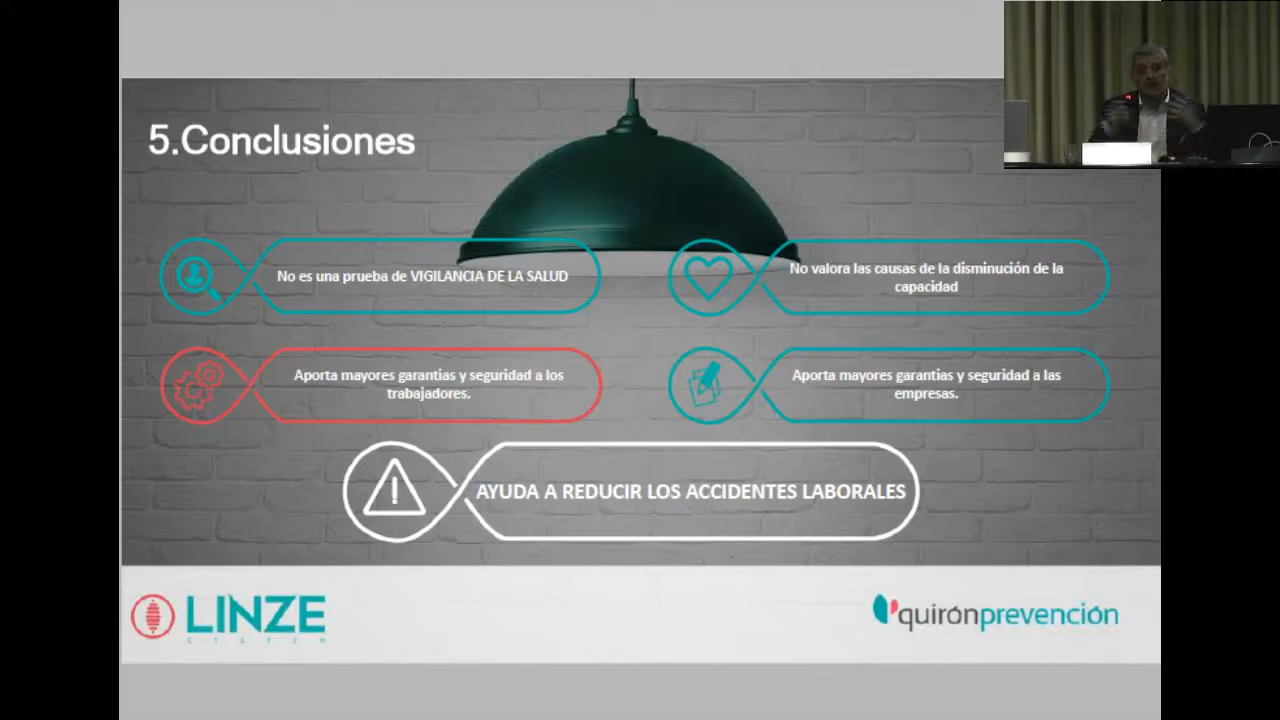 5.Conclusiones
No es una prueba de VIGILANCIA DE LA SALUD
No valora las causas de la disminución de la
capacidad
Aporta mayores garantias y seguridad a los
trabajadores.
Aporta mayores garantias y seguridad a las
empresas.
AYUDA A REDUCIR LOS ACCIDENTES LABORALES
LINZE
quirónprevención